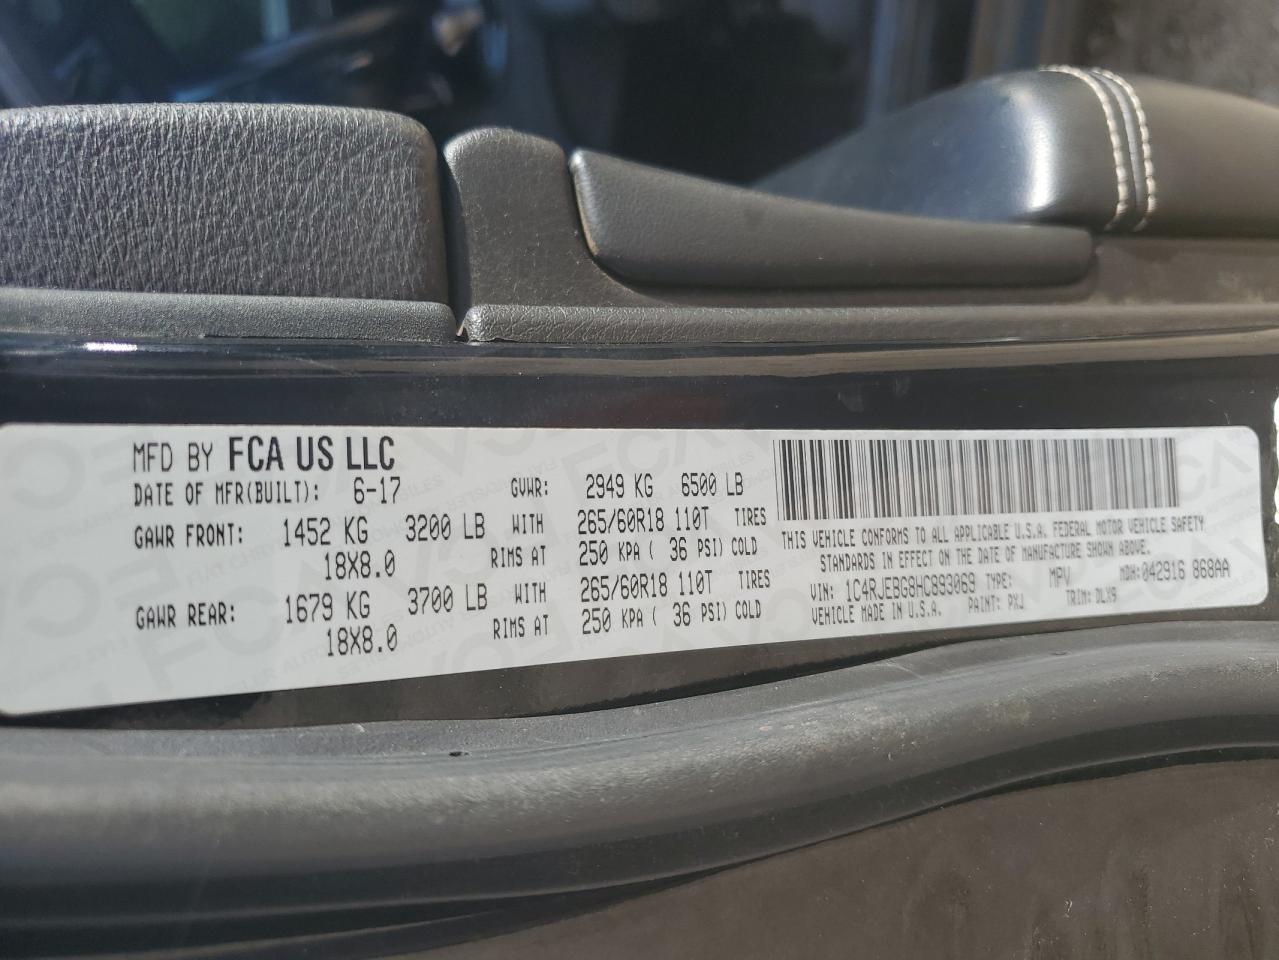 MFD BY FCA US LLC
DATE OF MFR(BUILT): 6-17 GVWR: 2949 KG 6500 LB
GAWR FRONT: 1452 KG 3200 LB WITH 265/60R18 110T TIRES
18X8.0 RIMS AT 250 KPA ( 36 PSI) COLD
GAWR REAR: 1679 KG 3700 LB WITH 265/60R18 110T TIRES
18X8.0 RIMS AT 250 KPA ( 36 PSI) COLD
THIS VEHICLE CONFORMS TO ALL APPLICABLE U.S.A. FEDERAL MOTOR VEHICLE SAFETY
STANDARDS IN EFFECT ON THE DATE OF MANUFACTURE SHOWN ABOVE.
VIN: 1C4RJEBG8HC893069 TYPE: MPV MDH:042916 868AA
VEHICLE MADE IN U.S.A. PAINT: PXJ TRIM: DLX9